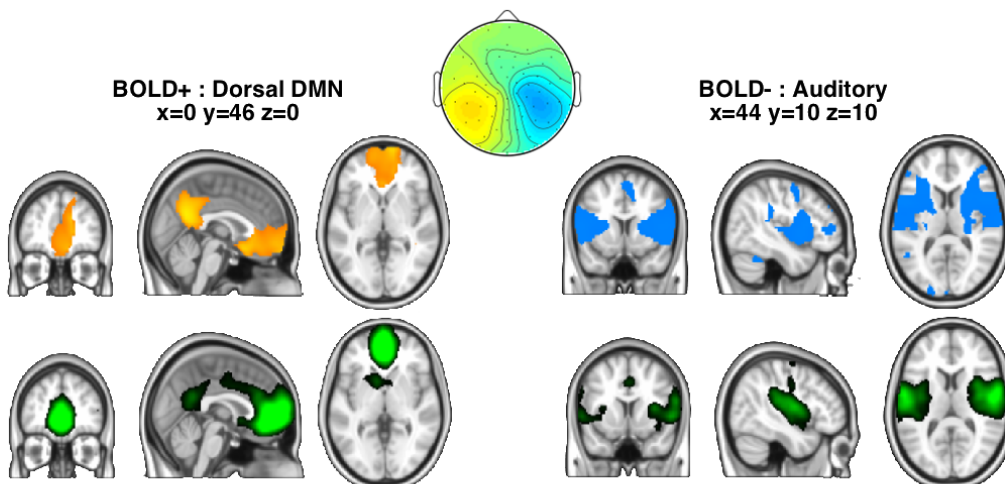 BOLD+ : Dorsal DMN
x=0 y=46 z=0
BOLD- : Auditory
x=44 y=10 z=10